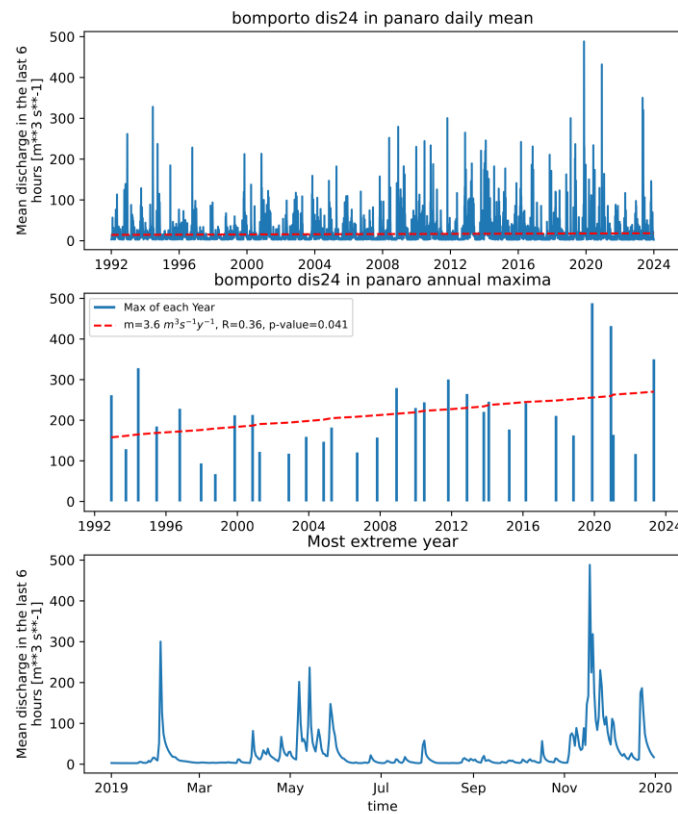 bomporto dis24 in panaro daily mean
Mean discharge in the last 6
hours [m**3 s**-1]
500
400
300
200
100
0
1992 1996 2000 2004 2008 2012 2016 2020 2024
bomporto dis24 in panaro annual maxima
Max of each Year
m=3.6 m³s⁻¹y⁻¹, R=0.36, p-value=0.041
500
400
300
200
100
0
1992 1996 2000 2004 2008 2012 2016 2020 2024
Most extreme year
Mean discharge in the last 6
hours [m**3 s**-1]
500
400
300
200
100
0
2019 Mar May Jul Sep Nov 2020
time